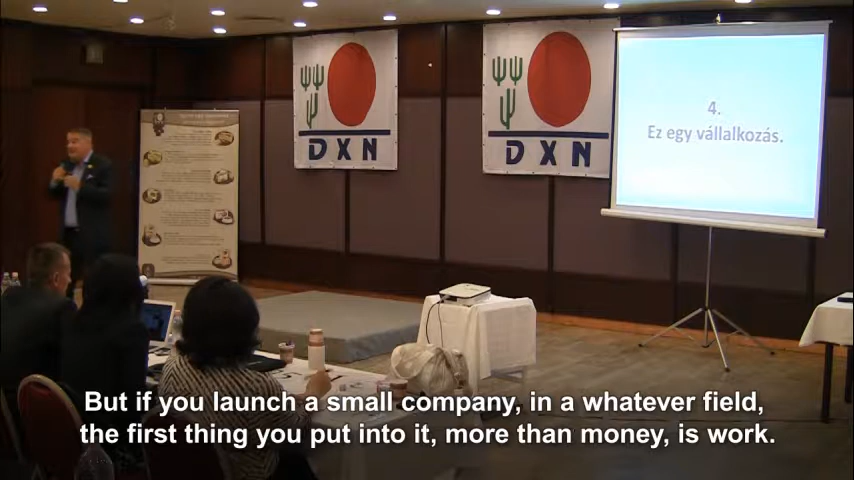 DXN
DXN
4.
Ez egy vállalkozás.
But if you launch a small company, in a whatever field,
the first thing you put into it, more than money, is work.